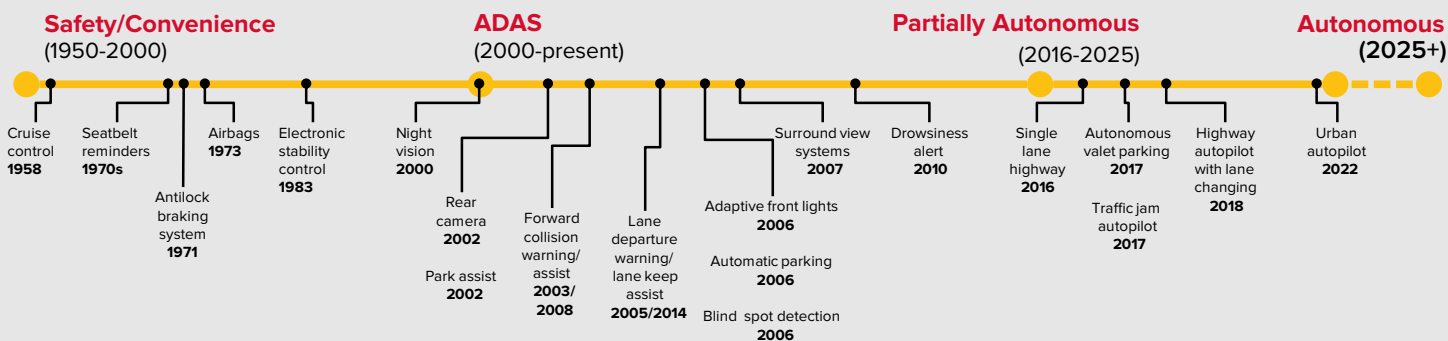 Safety/Convenience
(1950-2000)
ADAS
(2000-present)
Partially Autonomous
(2016-2025)
Autonomous
(2025+)
Cruise
control
1958
Seatbelt
reminders
1970s
Antilock
braking
system
1971
Airbags
1973
Electronic
stability
control
1983
Night
vision
2000
Rear
camera
2002
Park assist
2002
Forward
collision
warning/
assist
2003/
2008
Lane
departure
warning/
lane keep
assist
2005/2014
Adaptive front lights
2006
Automatic parking
2006
Blind spot detection
2006
Surround view
systems
2007
Drowsiness
alert
2010
Single
lane
highway
2016
Autonomous
valet parking
2017
Traffic jam
autopilot
2017
Highway
autopilot
with lane
changing
2018
Urban
autopilot
2022